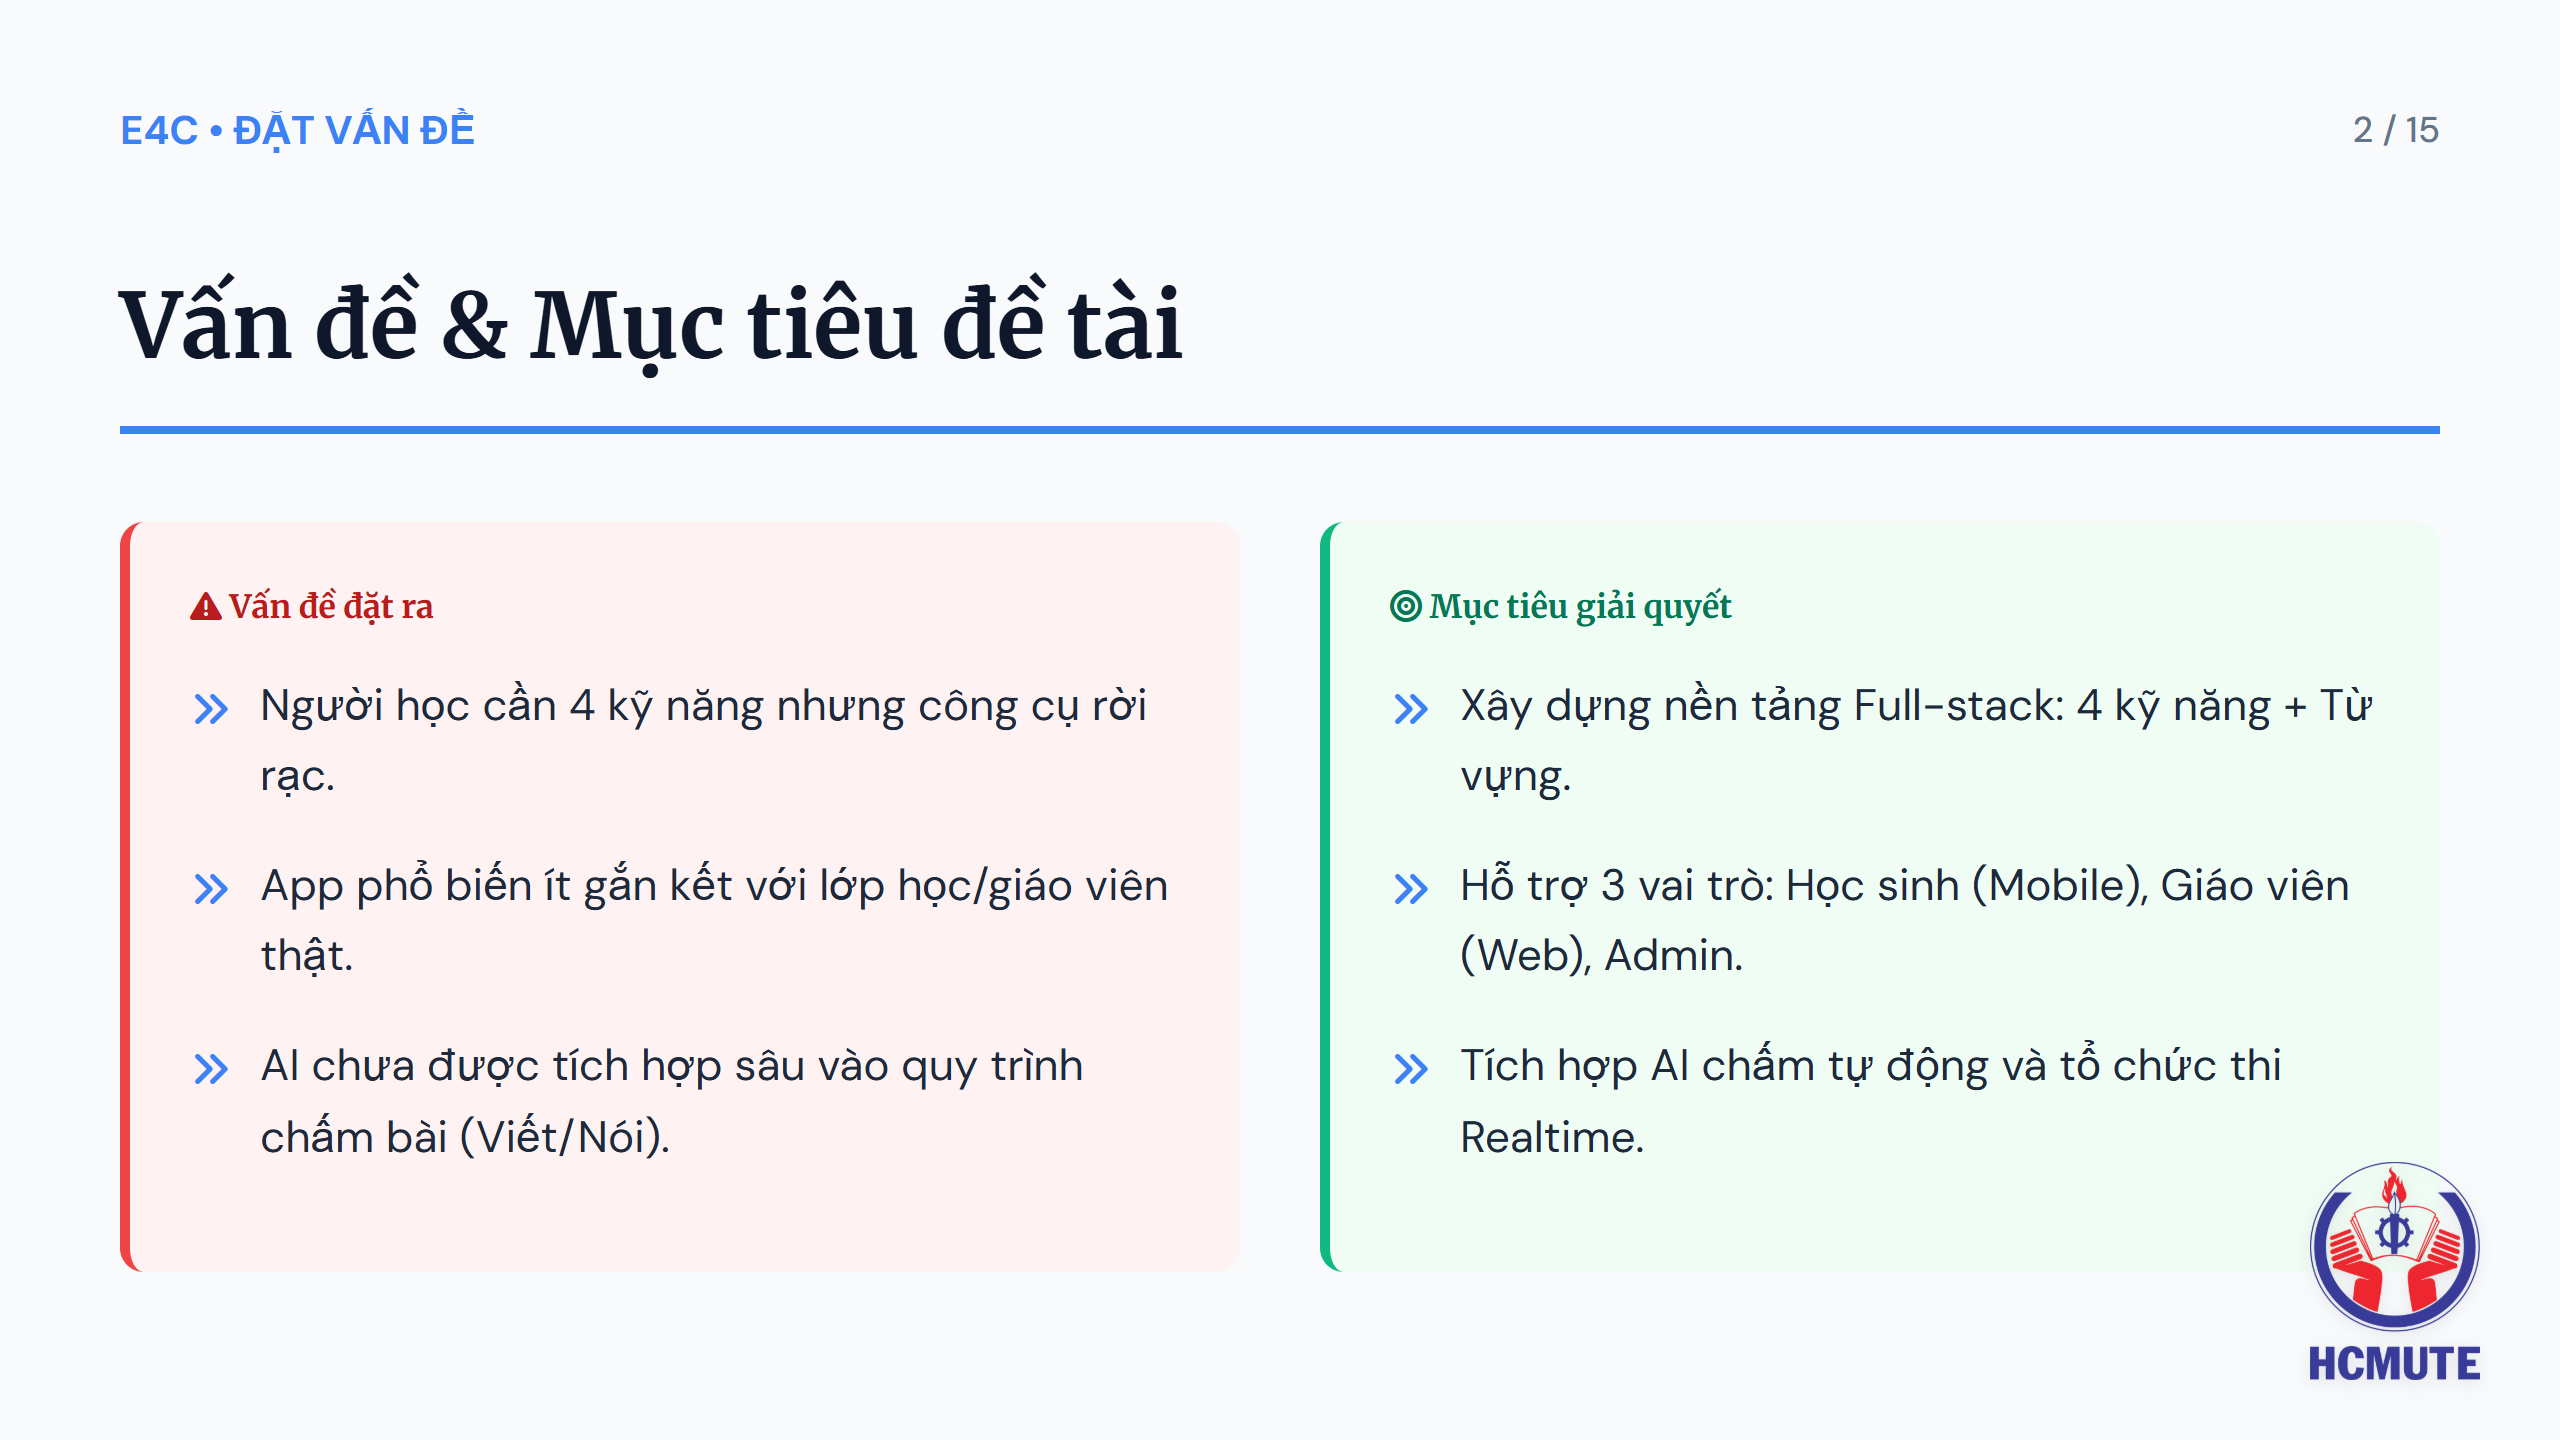 E4C • ĐẶT VẤN ĐỀ
2 / 15
Vấn đề & Mục tiêu đề tài
Vấn đề đặt ra
Người học cần 4 kỹ năng nhưng công cụ rời
rạc.
App phổ biến ít gắn kết với lớp học/giáo viên
thật.
AI chưa được tích hợp sâu vào quy trình
chấm bài (Viết/Nói).
Mục tiêu giải quyết
Xây dựng nền tảng Full-stack: 4 kỹ năng + Từ
vựng.
Hỗ trợ 3 vai trò: Học sinh (Mobile), Giáo viên
(Web), Admin.
Tích hợp AI chấm tự động và tổ chức thi
Realtime.
HCMUTE